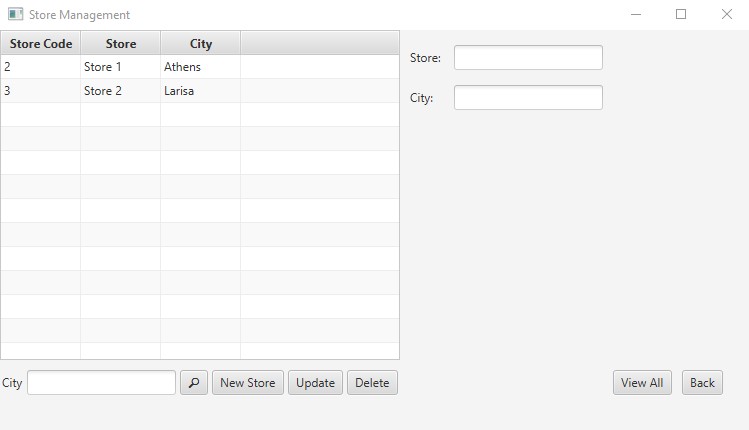 Store Management
Store Code Store City
2 Store 1 Athens
3 Store 2 Larisa
Store:
City:
City New Store Update Delete View All Back